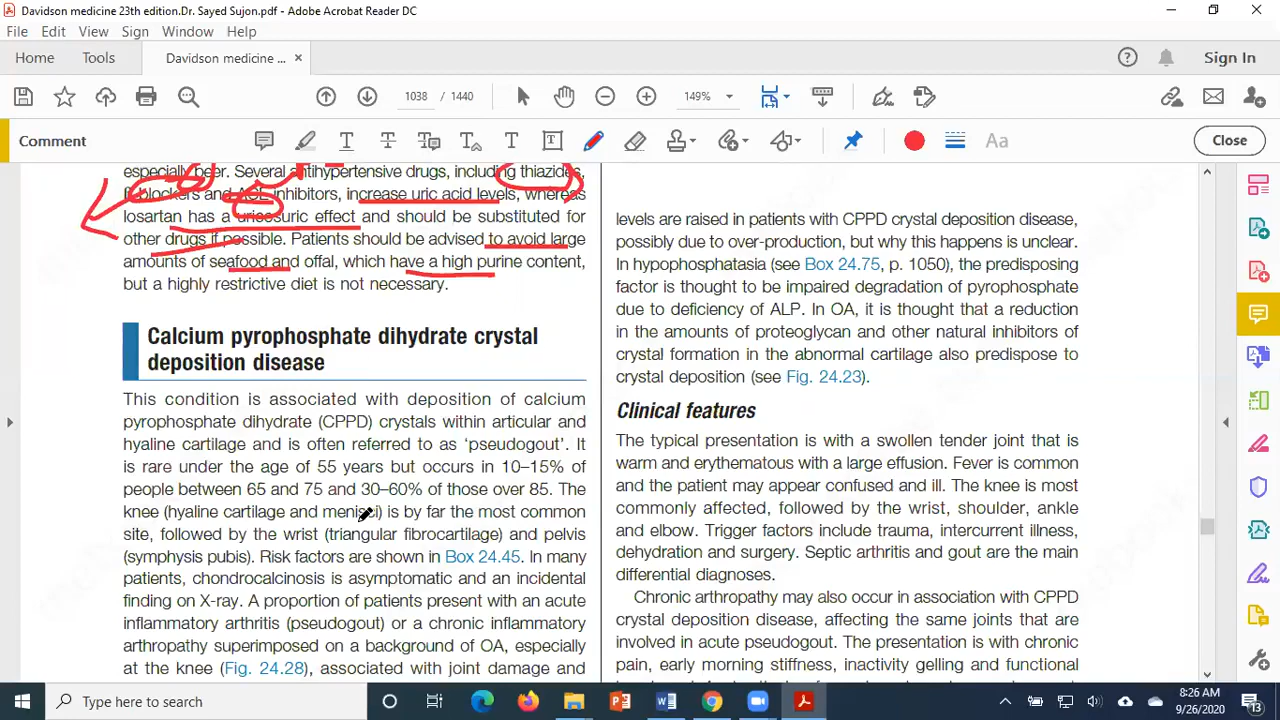 Davidson medicine 23th edition.Dr. Sayed Sujon.pdf - Adobe Acrobat Reader DC
File Edit View Sign Window Help
Home Tools Davidson medicine ... × Sign In
1038 / 1440 149%
Comment Aa Close
especially beer. Several antihypertensive drugs, including thiazides,
β-blockers and ACE inhibitors, increase uric acid levels, whereas
losartan has a uricosuric effect and should be substituted for
other drugs if possible. Patients should be advised to avoid large
amounts of seafood and offal, which have a high purine content,
but a highly restrictive diet is not necessary.
Calcium pyrophosphate dihydrate crystal
deposition disease
This condition is associated with deposition of calcium
pyrophosphate dihydrate (CPPD) crystals within articular and
hyaline cartilage and is often referred to as ‘pseudogout’. It
is rare under the age of 55 years but occurs in 10–15% of
people between 65 and 75 and 30–60% of those over 85. The
knee (hyaline cartilage and menisci) is by far the most common
site, followed by the wrist (triangular fibrocartilage) and pelvis
(symphysis pubis). Risk factors are shown in Box 24.45. In many
patients, chondrocalcinosis is asymptomatic and an incidental
finding on X-ray. A proportion of patients present with an acute
inflammatory arthritis (pseudogout) or a chronic inflammatory
arthropathy superimposed on a background of OA, especially
at the knee (Fig. 24.28), associated with joint damage and
levels are raised in patients with CPPD crystal deposition disease,
possibly due to over-production, but why this happens is unclear.
In hypophosphatasia (see Box 24.75, p. 1050), the predisposing
factor is thought to be impaired degradation of pyrophosphate
due to deficiency of ALP. In OA, it is thought that a reduction
in the amounts of proteoglycan and other natural inhibitors of
crystal formation in the abnormal cartilage also predispose to
crystal deposition (see Fig. 24.23).
Clinical features
The typical presentation is with a swollen tender joint that is
warm and erythematous with a large effusion. Fever is common
and the patient may appear confused and ill. The knee is most
commonly affected, followed by the wrist, shoulder, ankle
and elbow. Trigger factors include trauma, intercurrent illness,
dehydration and surgery. Septic arthritis and gout are the main
differential diagnoses.
Chronic arthropathy may also occur in association with CPPD
crystal deposition disease, affecting the same joints that are
involved in acute pseudogout. The presentation is with chronic
pain, early morning stiffness, inactivity gelling and functional
Type here to search
8:26 AM
9/26/2020
13